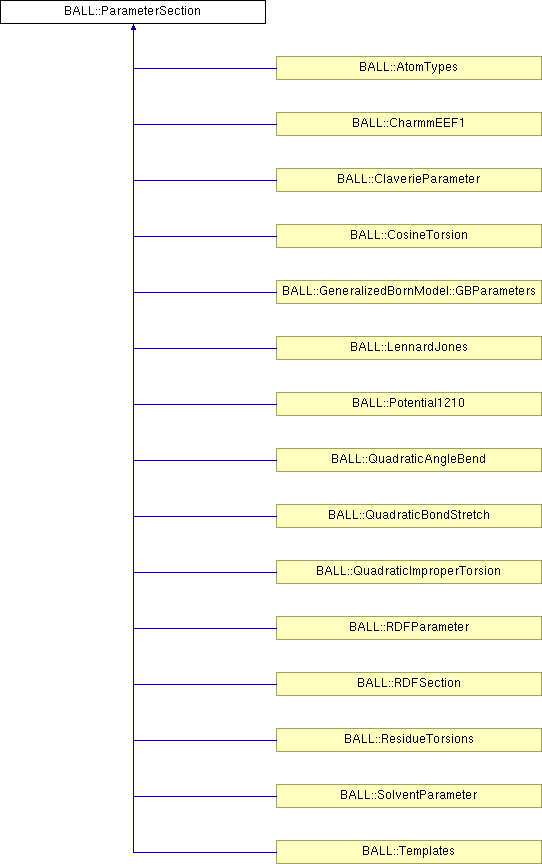 BALL::ParameterSection
BALL::AtomTypes
BALL::CharmmEEF1
BALL::ClaverieParameter
BALL::CosineTorsion
BALL::GeneralizedBornModel::GBParameters
BALL::LennardJones
BALL::Potential1210
BALL::QuadraticAngleBend
BALL::QuadraticBondStretch
BALL::QuadraticImproperTorsion
BALL::RDFParameter
BALL::RDFSection
BALL::ResidueTorsions
BALL::SolventParameter
BALL::Templates